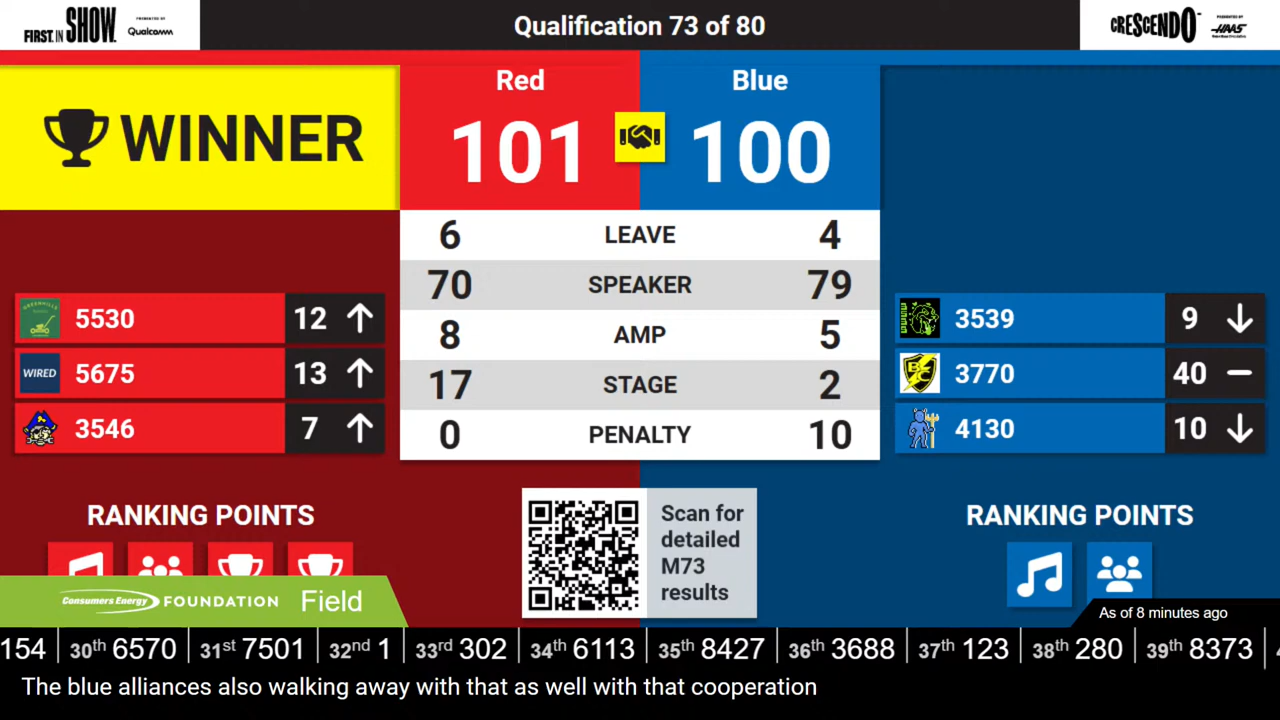 FIRST. IN SHOW.
PRESENTED BY
Qualcomm
Qualification 73 of 80
CRESCENDO
PRESENTED BY
HAAS
WINNER
Red
Blue
101
100
6 LEAVE 4
70 SPEAKER 79
8 AMP 5
17 STAGE 2
0 PENALTY 10
5530 12
WIRED 5675 13
3546 7
3539 9
3770 40
4130 10
RANKING POINTS
RANKING POINTS
Scan for
detailed
M73
results
Consumers Energy FOUNDATION Field
As of 8 minutes ago
154 30th 6570 31st 7501 32nd 1 33rd 302 34th 6113 35th 8427 36th 3688 37th 123 38th 280 39th 8373
The blue alliances also walking away with that as well with that cooperation